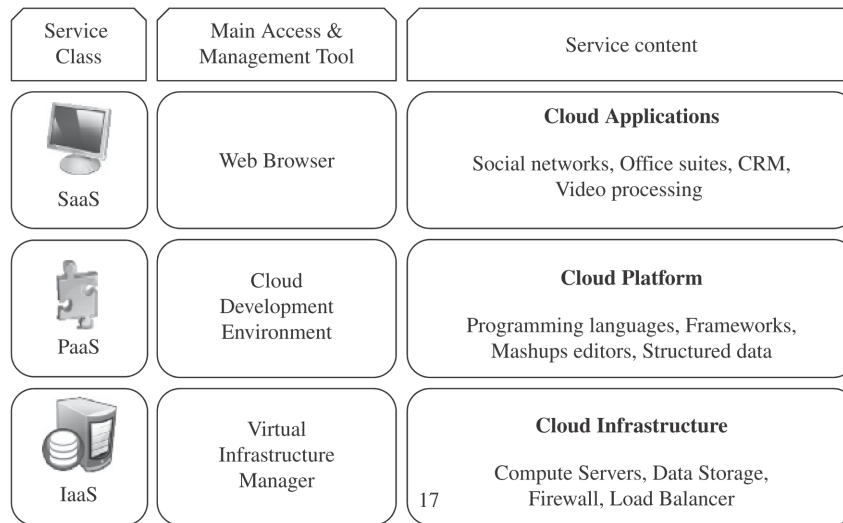 Service
Class
Main Access &
Management Tool
Service content
SaaS
Web Browser
Cloud Applications
Social networks, Office suites, CRM,
Video processing
PaaS
Cloud
Development
Environment
Cloud Platform
Programming languages, Frameworks,
Mashups editors, Structured data
IaaS
Virtual
Infrastructure
Manager
Cloud Infrastructure
Compute Servers, Data Storage,
Firewall, Load Balancer
17